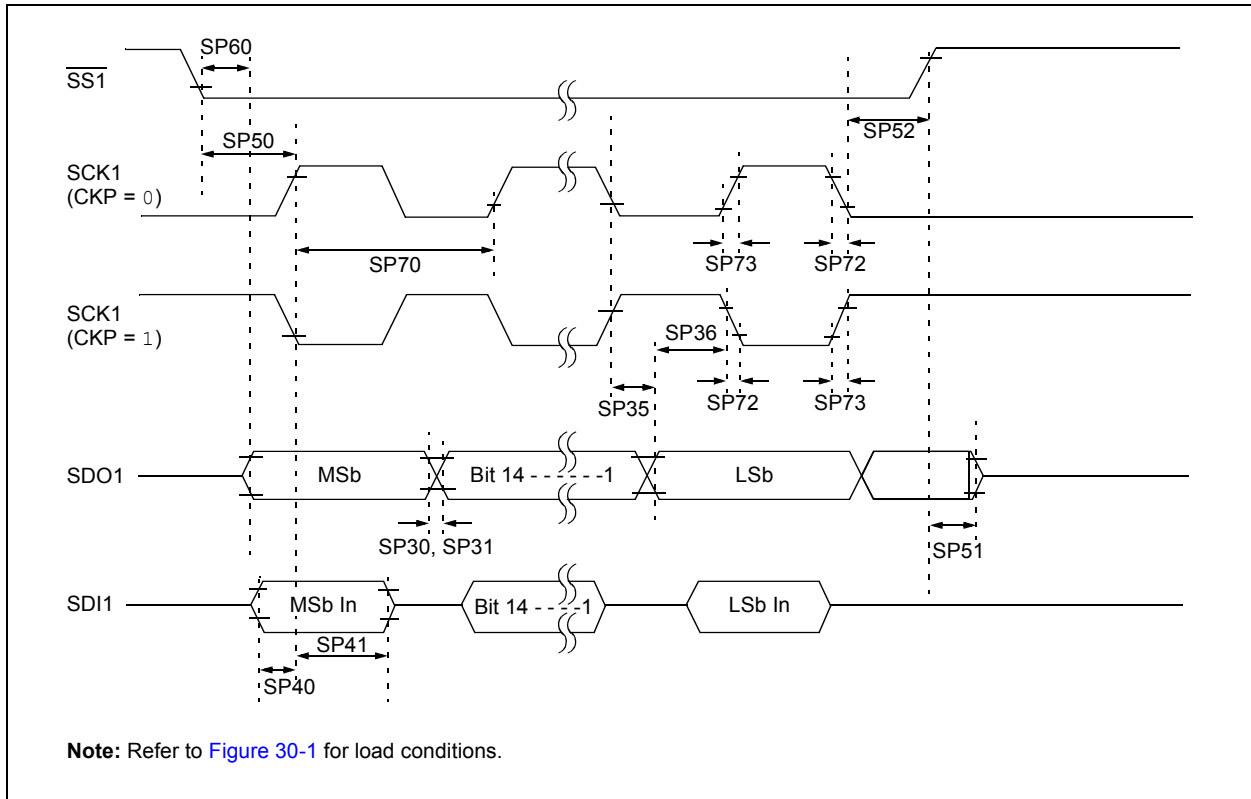 SP60
SS1
SP50
SP52
SCK1
(CKP = 0)
SP70
SP73
SP72
SCK1
(CKP = 1)
SP36
SP35
SP72
SP73
SDO1
MSb
Bit 14 - - - - - -1
LSb
SP30, SP31
SP51
SDI1
MSb In
Bit 14 - - - -1
LSb In
SP41
SP40
Note: Refer to Figure 30-1 for load conditions.